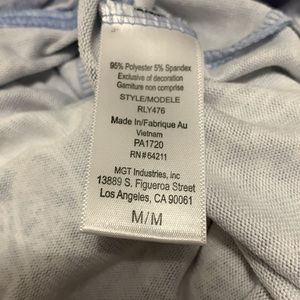 95% Polyester 5% Spandex
Exclusive of decoration
Garniture non comprise
STYLE/MODELE
RLY476
Made In/Fabrique Au
Vietnam
PA1720
RN#64211
MGT Industries, inc
13889 S. Figueroa Street
Los Angeles, CA 90061
M/M